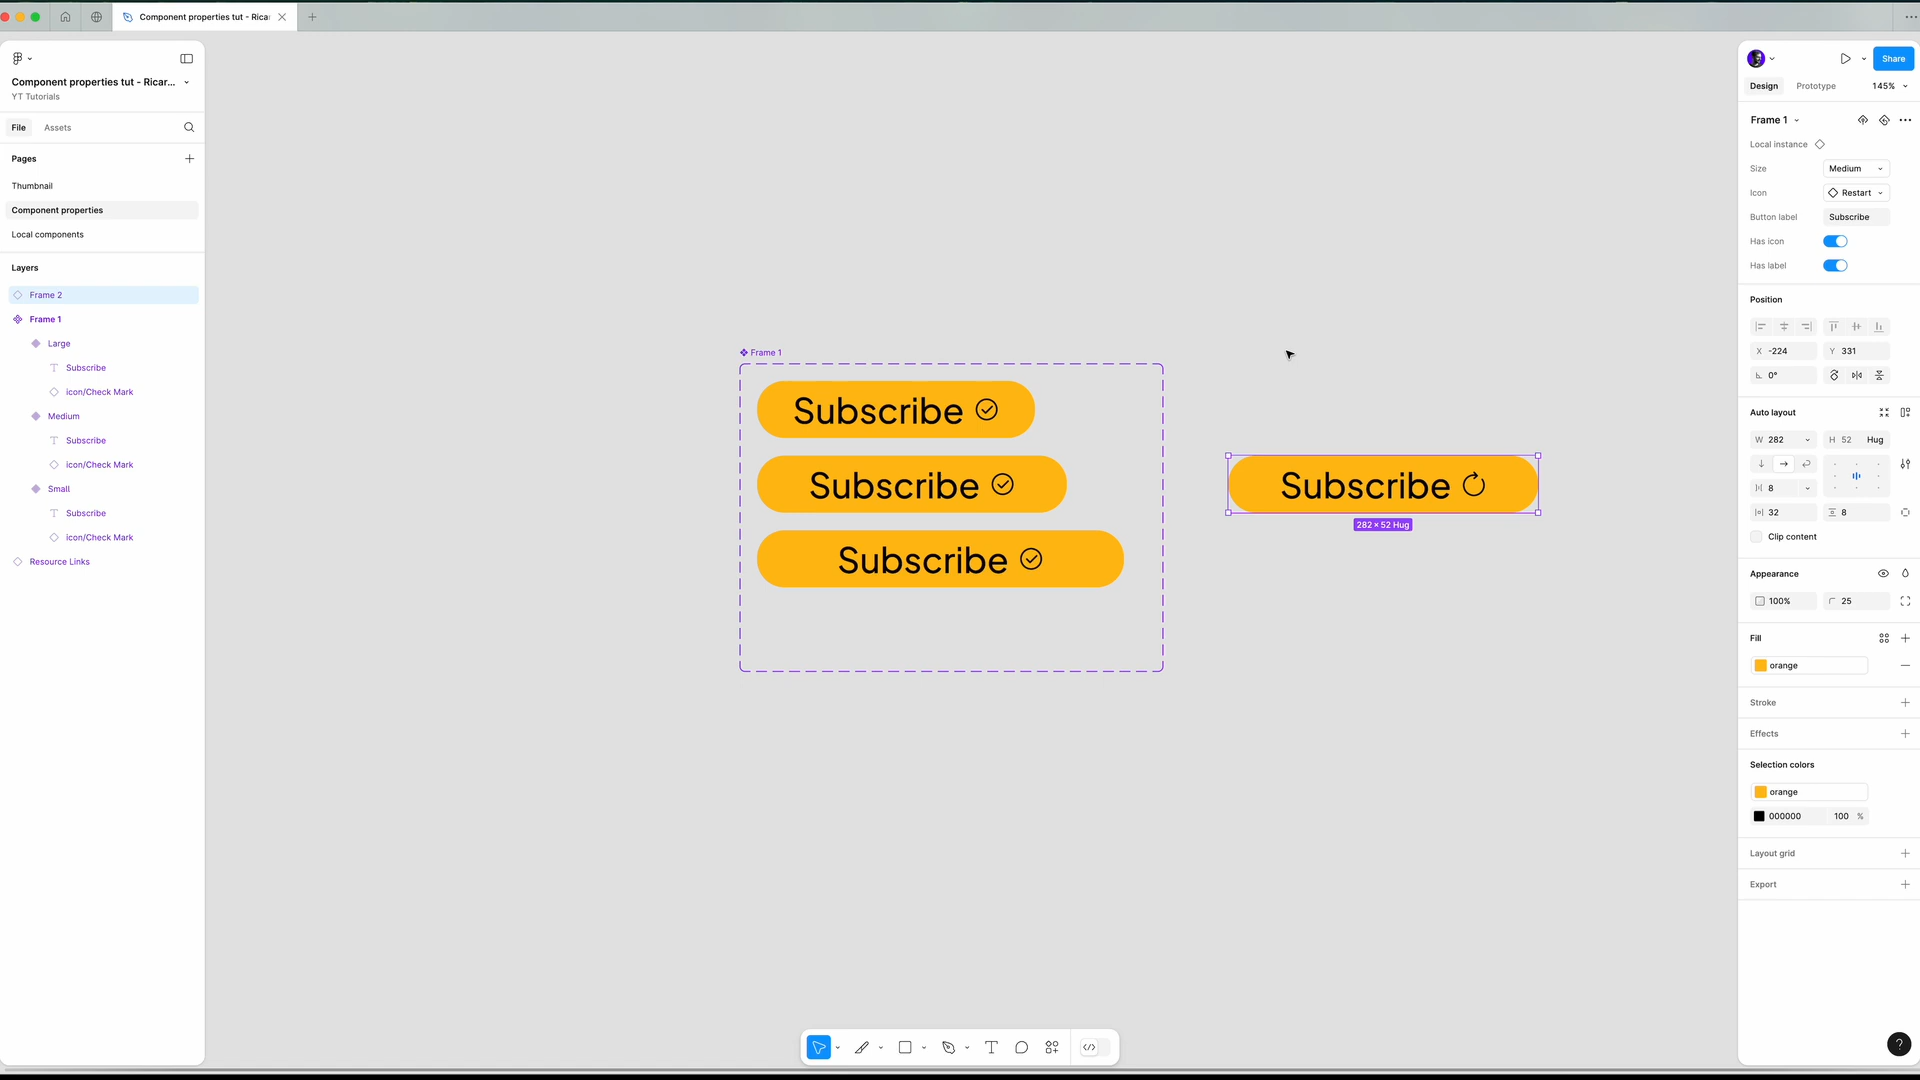 Component properties tut - Rica
Component properties tut - Ricar...
YT Tutorials
File
Assets
Pages
Thumbnail
Component properties
Local components
Layers
Frame 2
Frame 1
Large
Subscribe
icon/Check Mark
Medium
Subscribe
icon/Check Mark
Small
Subscribe
icon/Check Mark
Resource Links
Frame 1
Subscribe
Subscribe
Subscribe
Subscribe
282 × 52 Hug
Share
Design
Prototype
145%
Frame 1
Local instance
Size
Medium
Icon
Restart
Button label
Subscribe
Has icon
Has label
Position
X -224
Y 331
0°
Auto layout
W 282
H 52 Hug
8
32
8
Clip content
Appearance
100%
25
Fill
orange
Stroke
Effects
Selection colors
orange
000000 100 %
Layout grid
Export
?